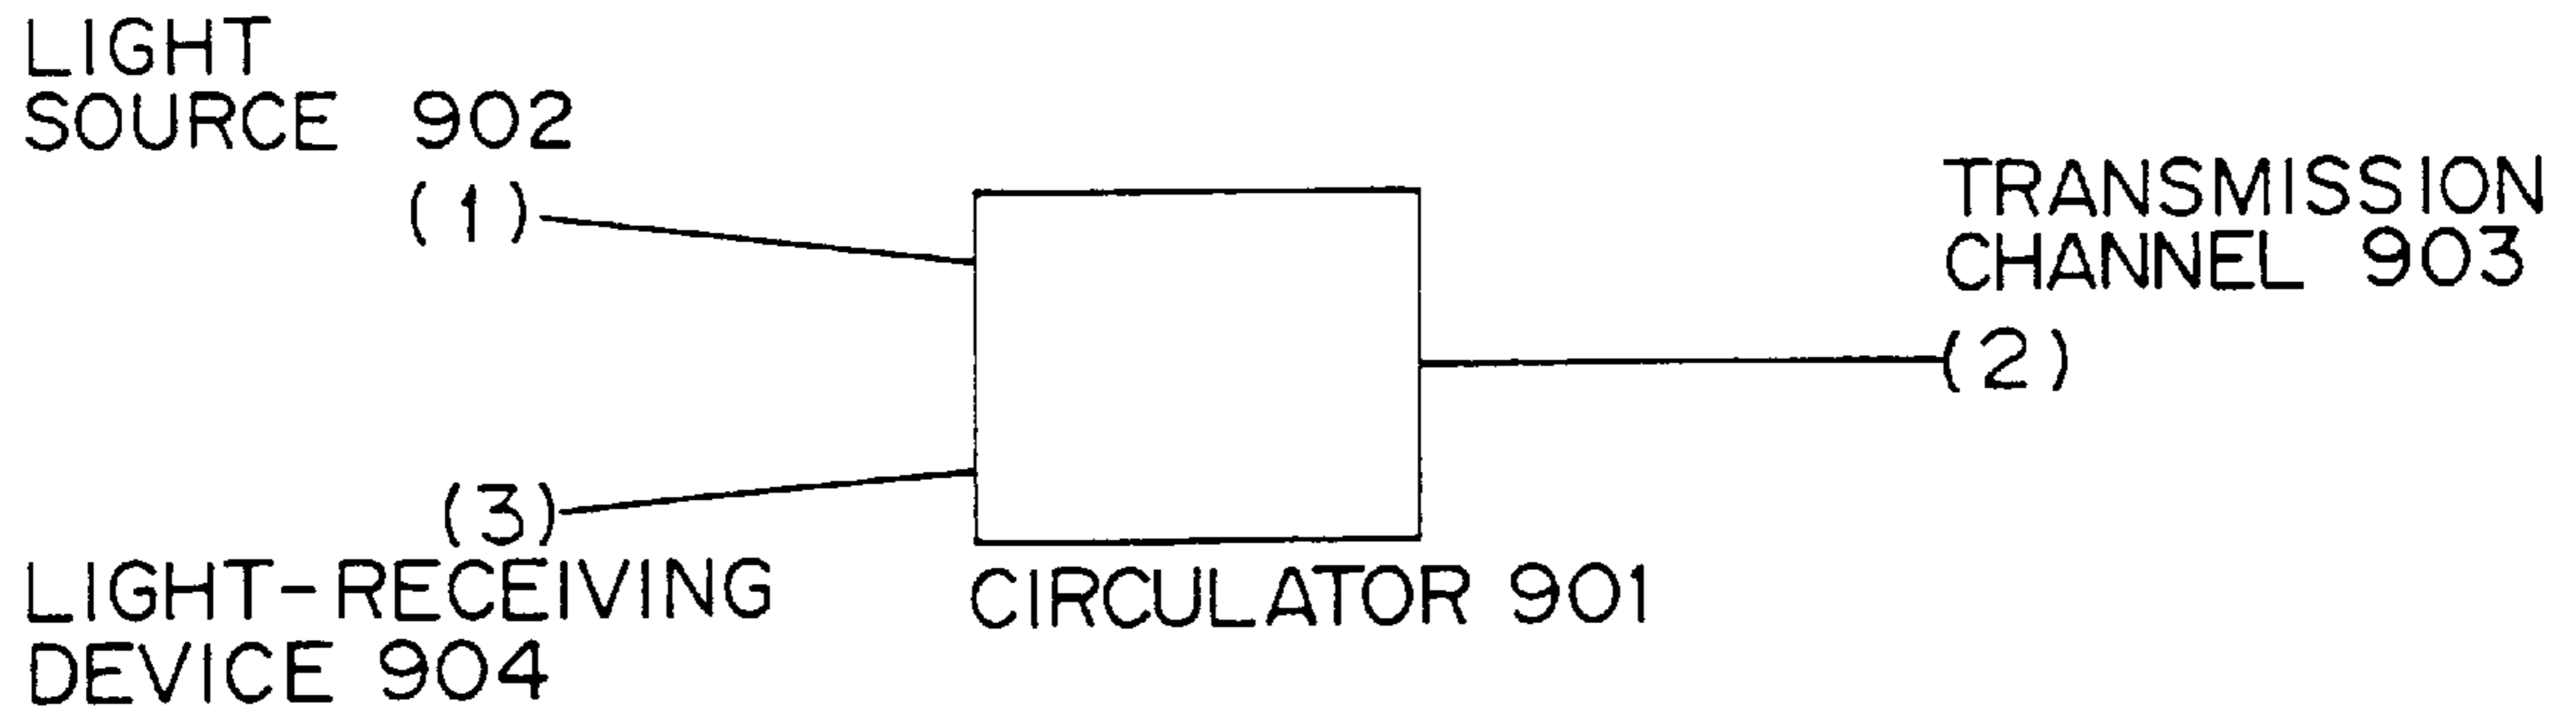 LIGHT
SOURCE 902
(1)
TRANSMISSION
CHANNEL 903
(2)
(3)
LIGHT-RECEIVING
DEVICE 904
CIRCULATOR 901